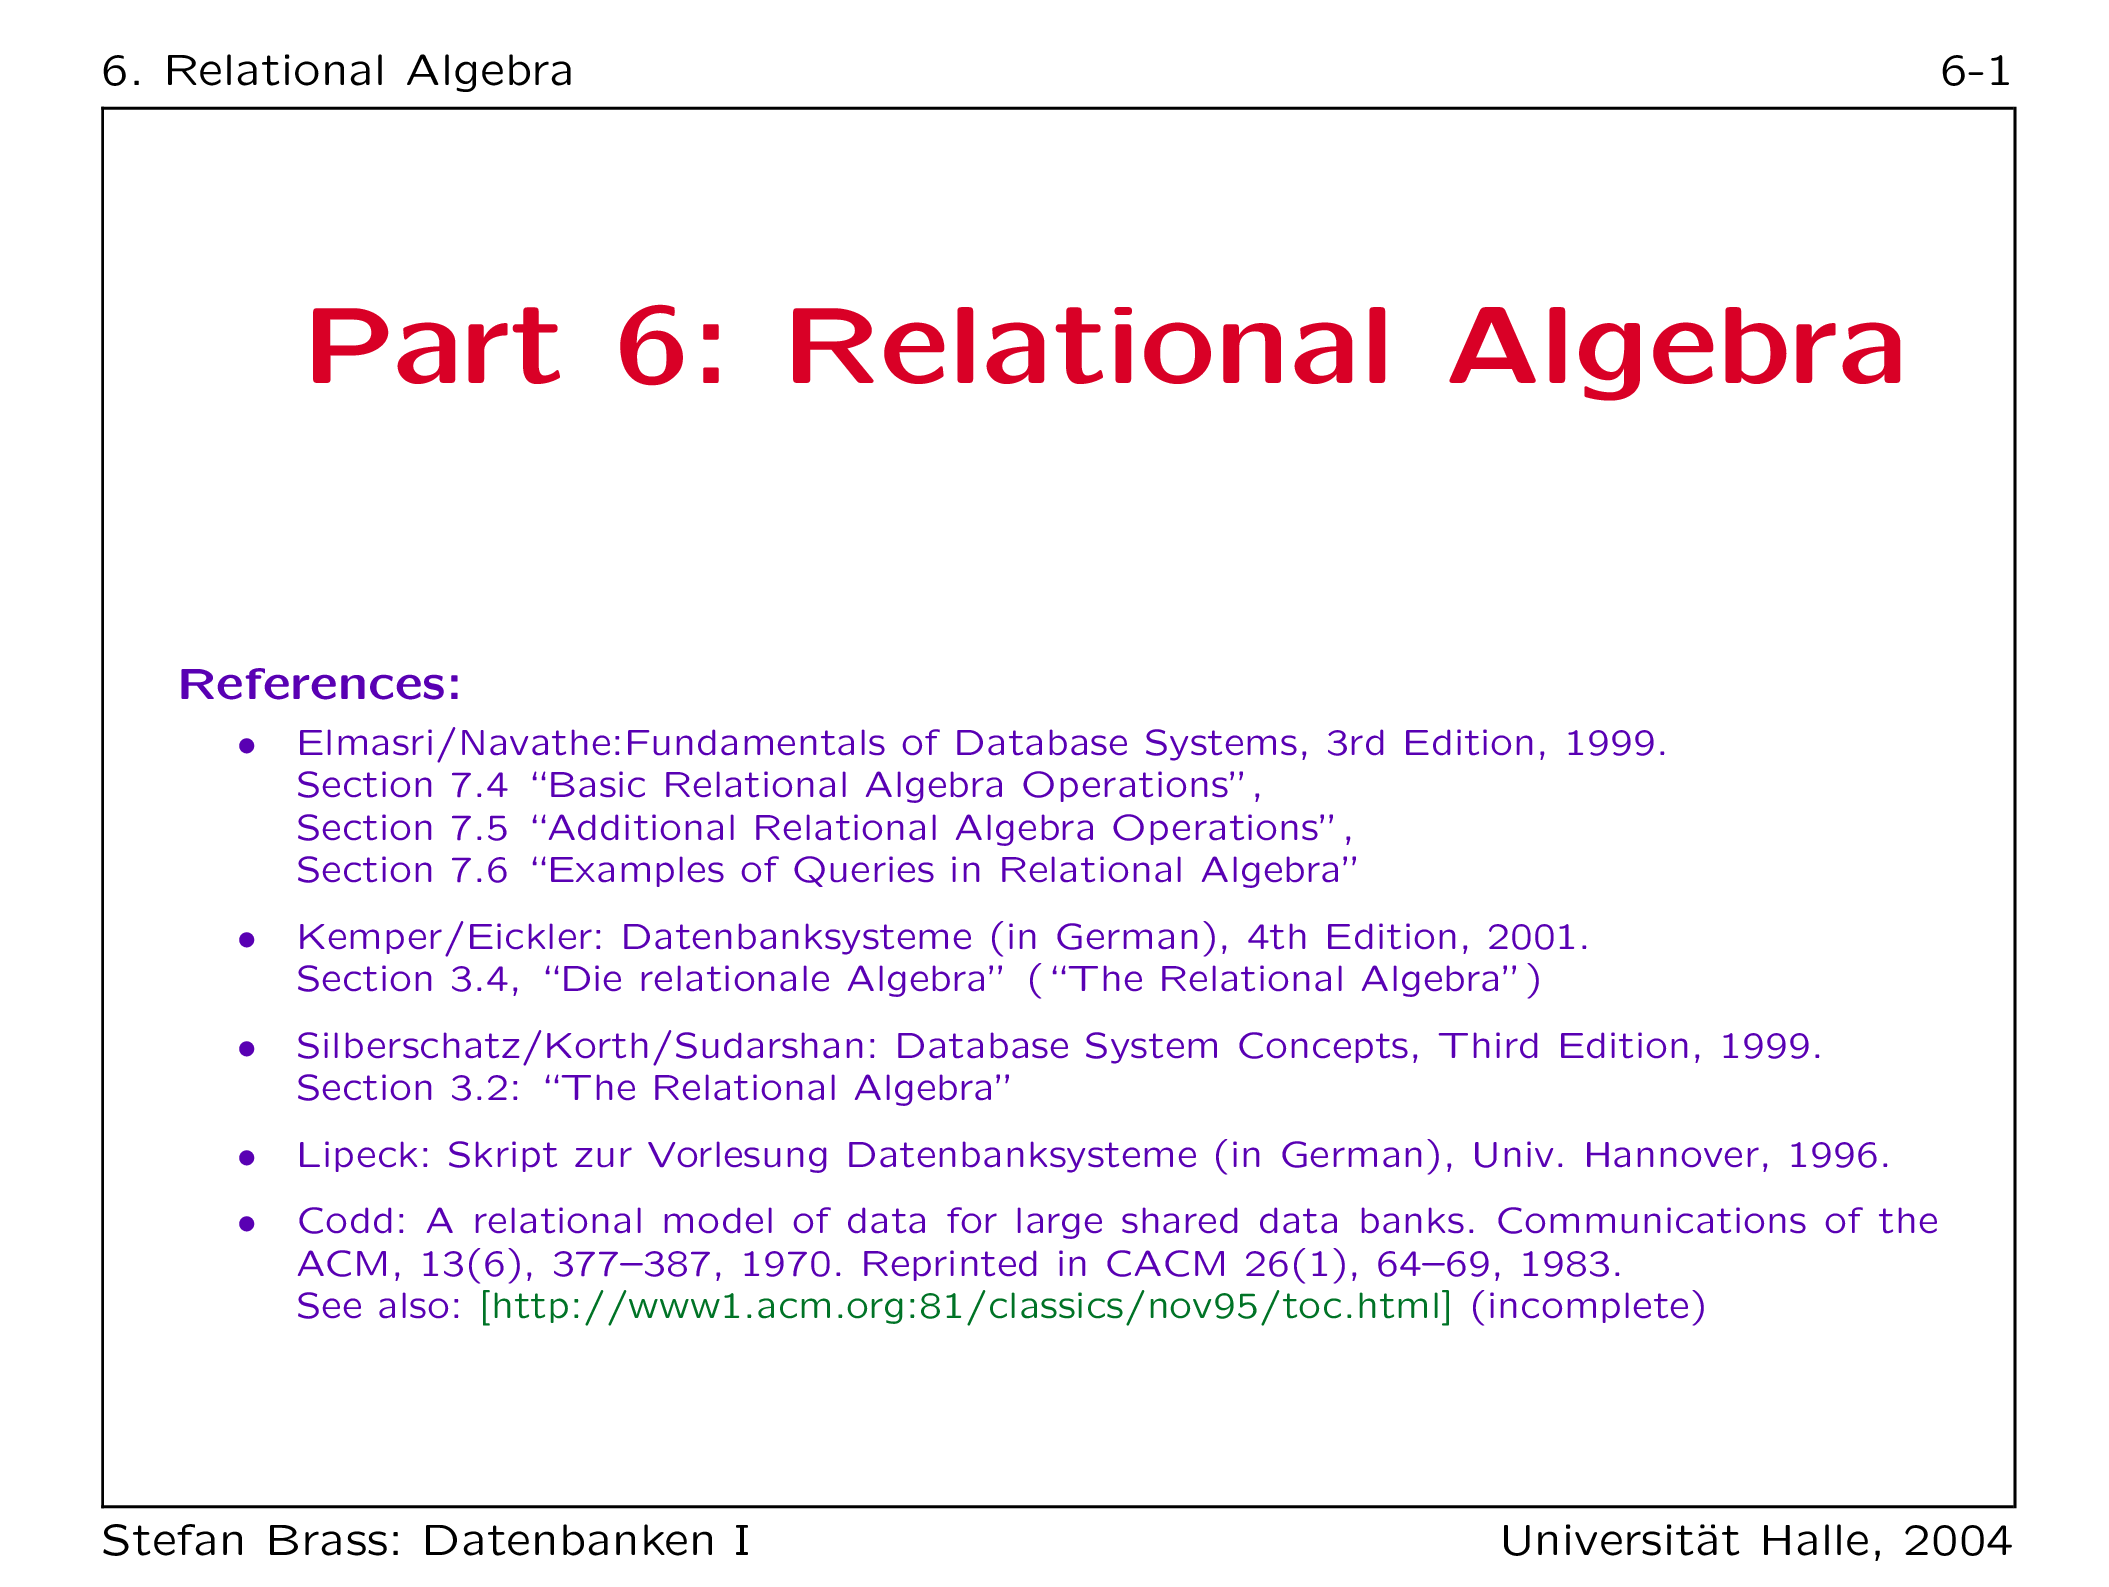 6. Relational Algebra 6-1
Part 6: Relational Algebra
References:
• Elmasri/Navathe:Fundamentals of Database Systems, 3rd Edition, 1999.
Section 7.4 “Basic Relational Algebra Operations”,
Section 7.5 “Additional Relational Algebra Operations”,
Section 7.6 “Examples of Queries in Relational Algebra”
• Kemper/Eickler: Datenbanksysteme (in German), 4th Edition, 2001.
Section 3.4, “Die relationale Algebra” (“The Relational Algebra”)
• Silberschatz/Korth/Sudarshan: Database System Concepts, Third Edition, 1999.
Section 3.2: “The Relational Algebra”
• Lipeck: Skript zur Vorlesung Datenbanksysteme (in German), Univ. Hannover, 1996.
• Codd: A relational model of data for large shared data banks. Communications of the
ACM, 13(6), 377–387, 1970. Reprinted in CACM 26(1), 64–69, 1983.
See also: [http://www1.acm.org:81/classics/nov95/toc.html] (incomplete)
Stefan Brass: Datenbanken I Universität Halle, 2004